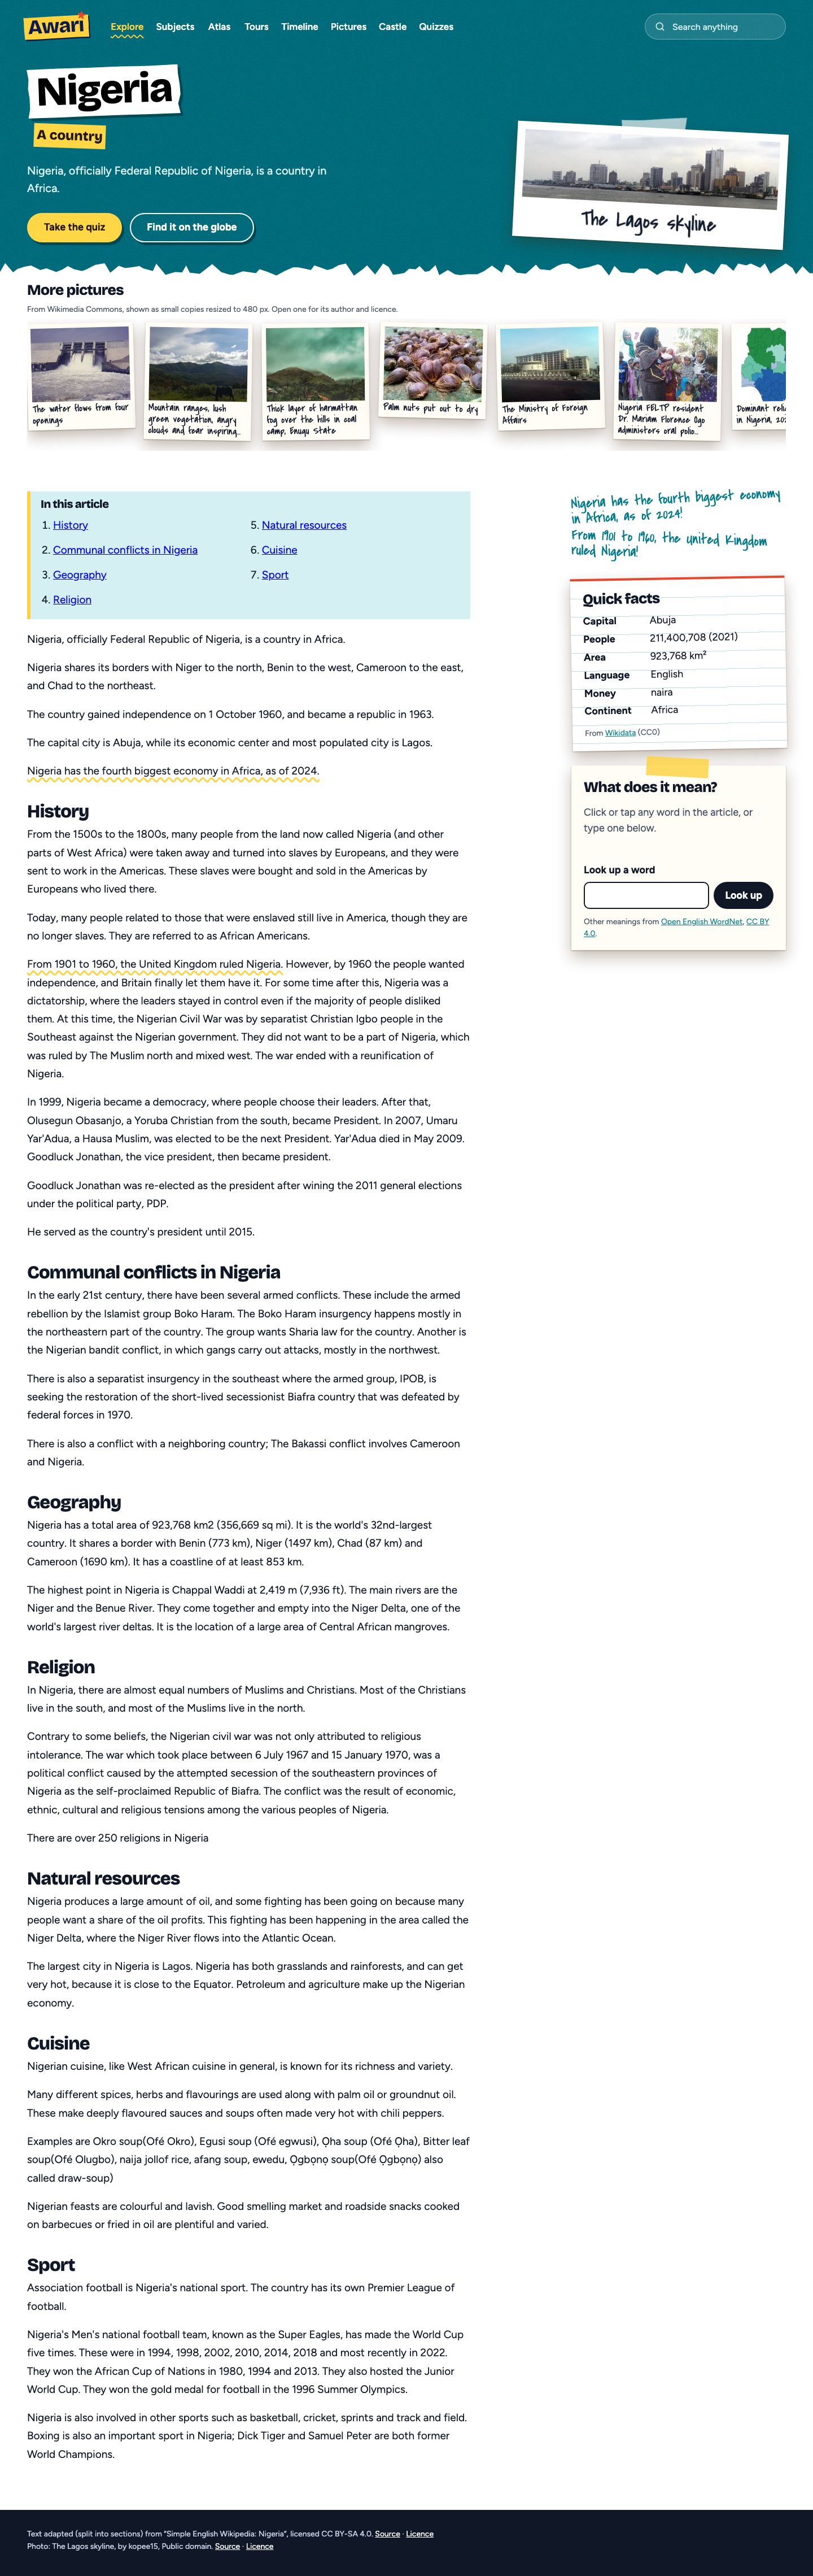 Awari
Explore
Subjects
Atlas
Tours
Timeline
Pictures
Castle
Quizzes
Search anything
Nigeria
A country
Nigeria, officially Federal Republic of Nigeria, is a country in
Africa.
Take the quiz
Find it on the globe
The Lagos skyline
More pictures
From Wikimedia Commons, shown as small copies resized to 480 px. Open one for its author and licence.
The water flows from four
openings
Mountain ranges, lush
green vegetation, angry
clouds and fear inspiring…
Thick layer of harmattan
fog over the hills in coal
camp, Enugu State
Palm nuts put out to dry
The Ministry of Foreign
Affairs
Nigeria FELTP resident
Dr. Mariam Florence Ogo
administers oral polio…
Dominant
in Nigeria,
In this article
1. History
2. Communal conflicts in Nigeria
3. Geography
4. Religion
5. Natural resources
6. Cuisine
7. Sport
Nigeria, officially Federal Republic of Nigeria, is a country in Africa.
Nigeria shares its borders with Niger to the north, Benin to the west, Cameroon to the east,
and Chad to the northeast.
The country gained independence on 1 October 1960, and became a republic in 1963.
The capital city is Abuja, while its economic center and most populated city is Lagos.
Nigeria has the fourth biggest economy in Africa, as of 2024.
History
From the 1500s to the 1800s, many people from the land now called Nigeria (and other
parts of West Africa) were taken away and turned into slaves by Europeans, and they were
sent to work in the Americas. These slaves were bought and sold in the Americas by
Europeans who lived there.
Today, many people related to those that were enslaved still live in America, though they are
no longer slaves. They are referred to as African Americans.
From 1901 to 1960, the United Kingdom ruled Nigeria. However, by 1960 the people wanted
independence, and Britain finally let them have it. For some time after this, Nigeria was a
dictatorship, where the leaders stayed in control even if the majority of people disliked
them. At this time, the Nigerian Civil War was by separatist Christian Igbo people in the
Southeast against the Nigerian government. They did not want to be a part of Nigeria, which
was ruled by The Muslim north and mixed west. The war ended with a reunification of
Nigeria.
In 1999, Nigeria became a democracy, where people choose their leaders. After that,
Olusegun Obasanjo, a Yoruba Christian from the south, became President. In 2007, Umaru
Yar'Adua, a Hausa Muslim, was elected to be the next President. Yar'Adua died in May 2009.
Goodluck Jonathan, the vice president, then became president.
Goodluck Jonathan was re-elected as the president after wining the 2011 general elections
under the political party, PDP.
He served as the country's president until 2015.
Communal conflicts in Nigeria
In the early 21st century, there have been several armed conflicts. These include the armed
rebellion by the Islamist group Boko Haram. The Boko Haram insurgency happens mostly in
the northeastern part of the country. The group wants Sharia law for the country. Another is
the Nigerian bandit conflict, in which gangs carry out attacks, mostly in the northwest.
There is also a separatist insurgency in the southeast where the armed group, IPOB, is
seeking the restoration of the short-lived secessionist Biafra country that was defeated by
federal forces in 1970.
There is also a conflict with a neighboring country; The Bakassi conflict involves Cameroon
and Nigeria.
Geography
Nigeria has a total area of 923,768 km2 (356,669 sq mi). It is the world's 32nd-largest
country. It shares a border with Benin (773 km), Niger (1497 km), Chad (87 km) and
Cameroon (1690 km). It has a coastline of at least 853 km.
The highest point in Nigeria is Chappal Waddi at 2,419 m (7,936 ft). The main rivers are the
Niger and the Benue River. They come together and empty into the Niger Delta, one of the
world's largest river deltas. It is the location of a large area of Central African mangroves.
Religion
In Nigeria, there are almost equal numbers of Muslims and Christians. Most of the Christians
live in the south, and most of the Muslims live in the north.
Contrary to some beliefs, the Nigerian civil war was not only attributed to religious
intolerance. The war which took place between 6 July 1967 and 15 January 1970, was a
political conflict caused by the attempted secession of the southeastern provinces of
Nigeria as the self-proclaimed Republic of Biafra. The conflict was the result of economic,
ethnic, cultural and religious tensions among the various peoples of Nigeria.
There are over 250 religions in Nigeria
Natural resources
Nigeria produces a large amount of oil, and some fighting has been going on because many
people want a share of the oil profits. This fighting has been happening in the area called the
Niger Delta, where the Niger River flows into the Atlantic Ocean.
The largest city in Nigeria is Lagos. Nigeria has both grasslands and rainforests, and can get
very hot, because it is close to the Equator. Petroleum and agriculture make up the Nigerian
economy.
Cuisine
Nigerian cuisine, like West African cuisine in general, is known for its richness and variety.
Many different spices, herbs and flavourings are used along with palm oil or groundnut oil.
These make deeply flavoured sauces and soups often made very hot with chili peppers.
Examples are Okro soup(Ofé Okro), Egusi soup (Ofé egwusi), Ọha soup (Ofé Ọha), Bitter leaf
soup(Ofé Olugbo), naija jollof rice, afang soup, ewedu, Ọgbọnọ soup(Ofé Ọgbọnọ) also
called draw-soup)
Nigerian feasts are colourful and lavish. Good smelling market and roadside snacks cooked
on barbecues or fried in oil are plentiful and varied.
Sport
Association football is Nigeria's national sport. The country has its own Premier League of
football.
Nigeria's Men's national football team, known as the Super Eagles, has made the World Cup
five times. These were in 1994, 1998, 2002, 2010, 2014, 2018 and most recently in 2022.
They won the African Cup of Nations in 1980, 1994 and 2013. They also hosted the Junior
World Cup. They won the gold medal for football in the 1996 Summer Olympics.
Nigeria is also involved in other sports such as basketball, cricket, sprints and track and field.
Boxing is also an important sport in Nigeria; Dick Tiger and Samuel Peter are both former
World Champions.
Nigeria has the fourth biggest economy
in Africa, as of 2024!
From 1901 to 1960, the United Kingdom
ruled Nigeria!
Quick facts
Capital Abuja
People 211,400,708 (2021)
Area 923,768 km²
Language English
Money naira
Continent Africa
From Wikidata (CC0)
What does it mean?
Click or tap any word in the article, or
type one below.
Look up a word
Look up
Other meanings from Open English WordNet, CC BY
4.0.
Text adapted (split into sections) from "Simple English Wikipedia: Nigeria", licensed CC BY-SA 4.0. Source · Licence
Photo: The Lagos skyline, by kopee15, Public domain. Source · Licence